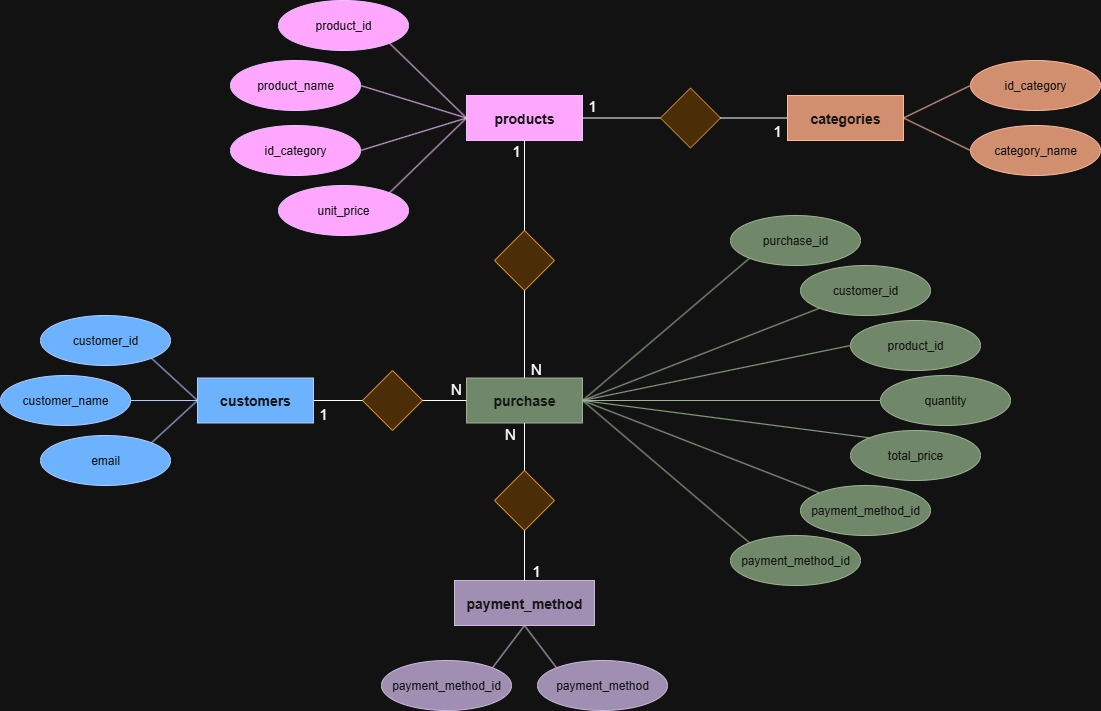 product_id
product_name
id_category
unit_price
products
1
1
categories
id_category
category_name
1
N
customer_id
customer_name
email
customers
1
N
purchase
N
purchase_id
customer_id
product_id
quantity
total_price
payment_method_id
payment_method_id
1
payment_method
payment_method_id
payment_method